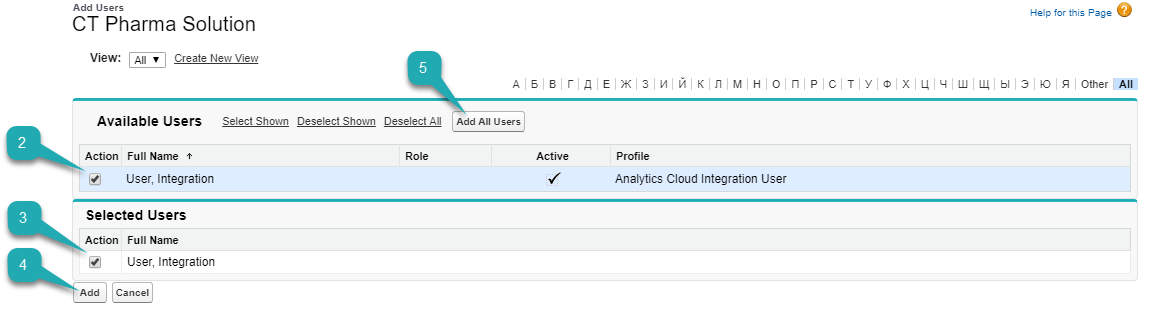 Add Users
CT Pharma Solution
Help for this Page ?
View: All ▼ Create New View
5
А | Б | В | Г | Д | Е | Ж | З | И | Й | К | Л | М | Н | О | П | Р | С | Т | У | Ф | Х | Ц | Ч | Ш | Щ | Ы | Э | Ю | Я | Other | All
Available Users Select Shown Deselect Shown Deselect All Add All Users
2
Action Full Name ↑ Role Active Profile
User, Integration Analytics Cloud Integration User
3
Selected Users
Action Full Name
User, Integration
4
Add Cancel